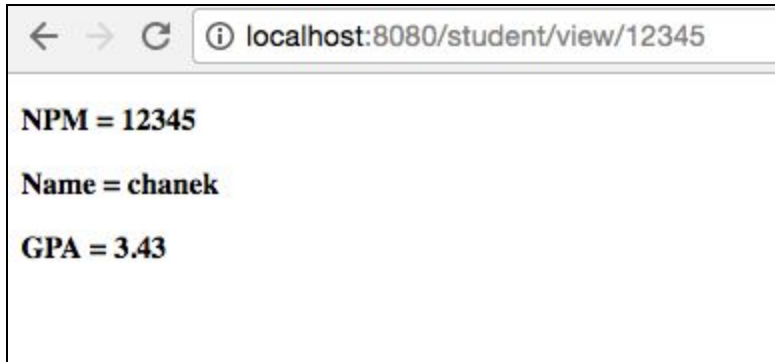 localhost:8080/student/view/12345
NPM = 12345
Name = chanek
GPA = 3.43